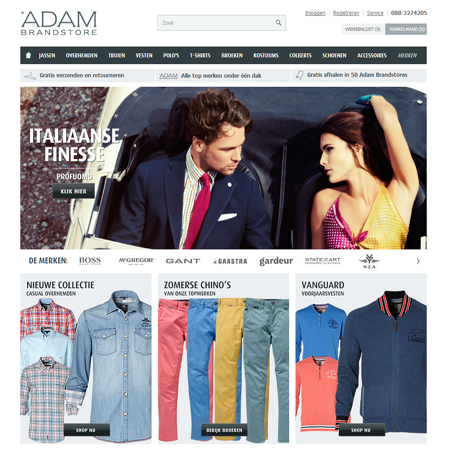 ADAM
BRANDSTORE
Zoek
Inloggen | Registreren | Service | 088-3274205
WENSENLIJST (0) WINKELMAND (0)
JASSEN OVERHEMDEN TRUIEN VESTEN POLO'S T-SHIRTS BROEKEN KOSTUUMS COLBERTS SCHOENEN ACCESSOIRES MERKEN
Gratis verzenden en retourneren
ADAM Alle top merken onder één dak
Gratis afhalen in 50 Adam Brandstores
ITALIAANSE
FINESSE
PROFUOMO
KLIK HIER
DE MERKEN: BOSS McGREGOR GANT GAASTRA gardeur STATE OF ART NZA
NIEUWE COLLECTIE
CASUAL OVERHEMDEN
SHOP NU
ZOMERSE CHINO'S
VAN ONZE TOPMERKEN
BEKIJK BROEKEN
VANGUARD
VOORJAARSVESTEN
SHOP NU